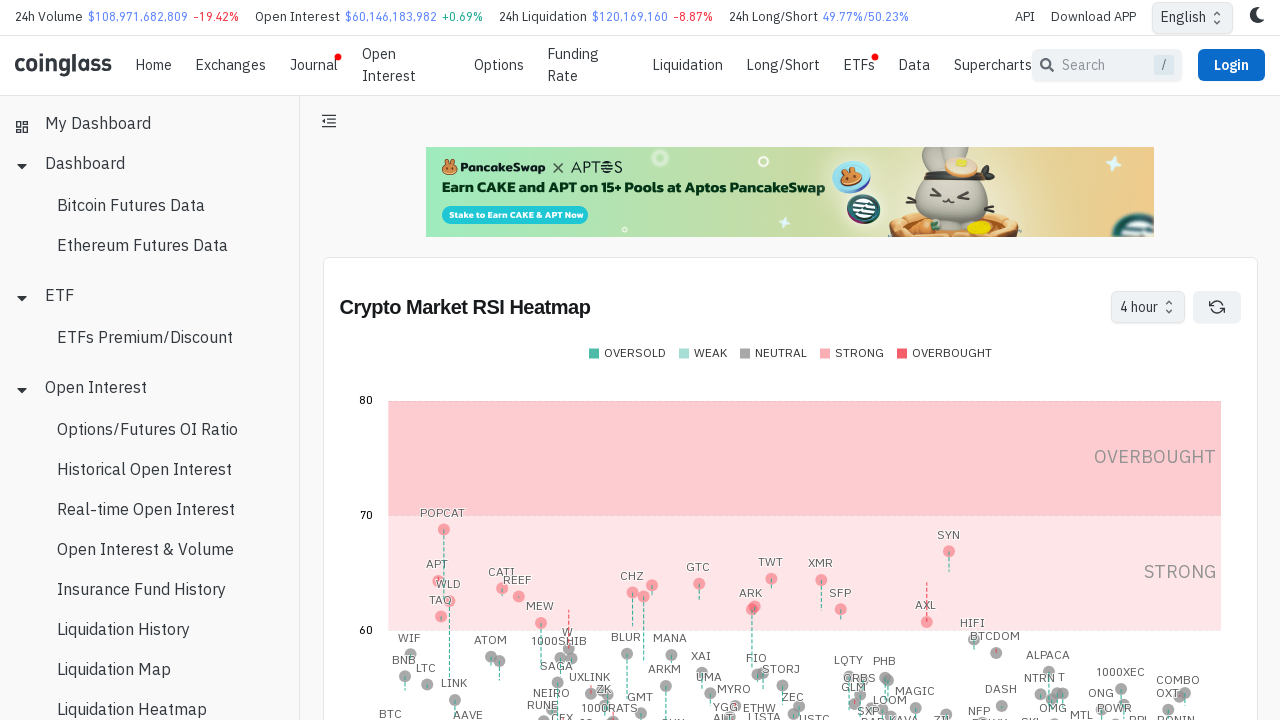 24h Volume $108,971,682,809 -19.42% Open Interest $60,146,183,982 +0.69% 24h Liquidation $120,169,160 -8.87% 24h Long/Short 49.77%/50.23% API Download APP English
coinglass Home Exchanges Journal Open Interest Options Funding Rate Liquidation Long/Short ETFs Data Supercharts Search / Login
My Dashboard
Dashboard
Bitcoin Futures Data
Ethereum Futures Data
ETF
ETFs Premium/Discount
Open Interest
Options/Futures OI Ratio
Historical Open Interest
Real-time Open Interest
Open Interest & Volume
Insurance Fund History
Liquidation History
Liquidation Map
Liquidation Heatmap
PancakeSwap X APTOS
Earn CAKE and APT on 15+ Pools at Aptos PancakeSwap
Stake to Earn CAKE & APT Now
Crypto Market RSI Heatmap
4 hour
OVERSOLD WEAK NEUTRAL STRONG OVERBOUGHT
80
OVERBOUGHT
70
POPCAT
SYN
APT
CATI
REEF
WLD
TAO
MEW
CHZ
GTC
TWT
XMR
ARK
SFP
AXL
STRONG
60
HIFI
BTCDOM
WIF
ATOM
W
1000SHIB
BLUR
MANA
BNB
LTC
SAGA
XAI
FIO
STORJ
LQTY
PHB
ALPACA
LINK
UXLINK
ARKM
UMA
ORBS
NTRN
T
1000XEC
COMBO
NEIRO
ZK
GMT
MYRO
ZEC
GLM
MAGIC
DASH
ONG
OXT
BTC
AAVE
RUNE
1000RATS
YGG
ETHW
LOOM
NFP
OMG
POWR
MTL